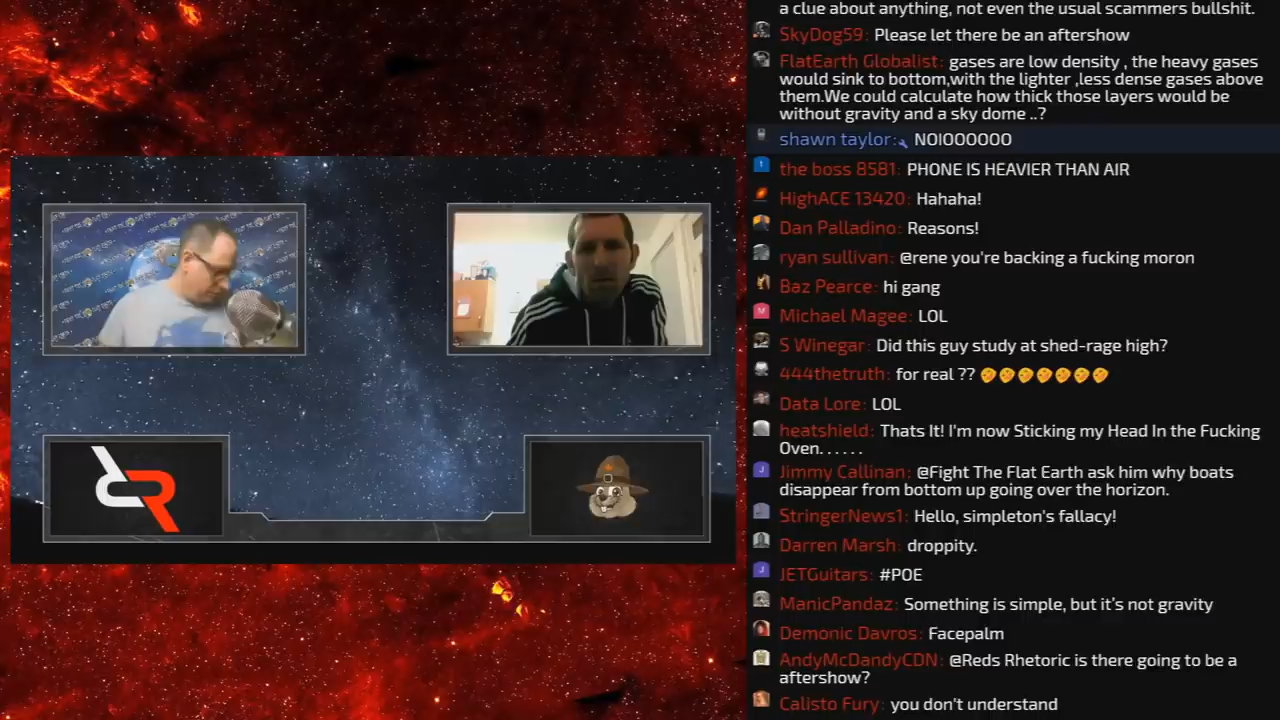 a clue about anything, not even the usual scammers bullshit.
SkyDog59: Please let there be an aftershow
FlatEarth Globalist: gases are low density , the heavy gases
would sink to bottom,with the lighter ,less dense gases above
them.We could calculate how thick those layers would be
without gravity and a sky dome ..?
shawn taylor: NOIOOOOOO
the boss 8581: PHONE IS HEAVIER THAN AIR
HighACE 13420: Hahaha!
Dan Palladino: Reasons!
ryan sullivan: @rene you're backing a fucking moron
Baz Pearce: hi gang
Michael Magee: LOL
S Winegar: Did this guy study at shed-rage high?
444thetruth: for real ??
Data Lore: LOL
heatshield: Thats It! I'm now Sticking my Head In the Fucking
Oven. . . . . .
Jimmy Callinan: @Fight The Flat Earth ask him why boats
disappear from bottom up going over the horizon.
StringerNews1: Hello, simpleton's fallacy!
Darren Marsh: droppity.
JETGuitars: #POE
ManicPandaz: Something is simple, but it's not gravity
Demonic Davros: Facepalm
AndyMcDandyCDN: @Reds Rhetoric is there going to be a
aftershow?
Calisto Fury: you don't understand